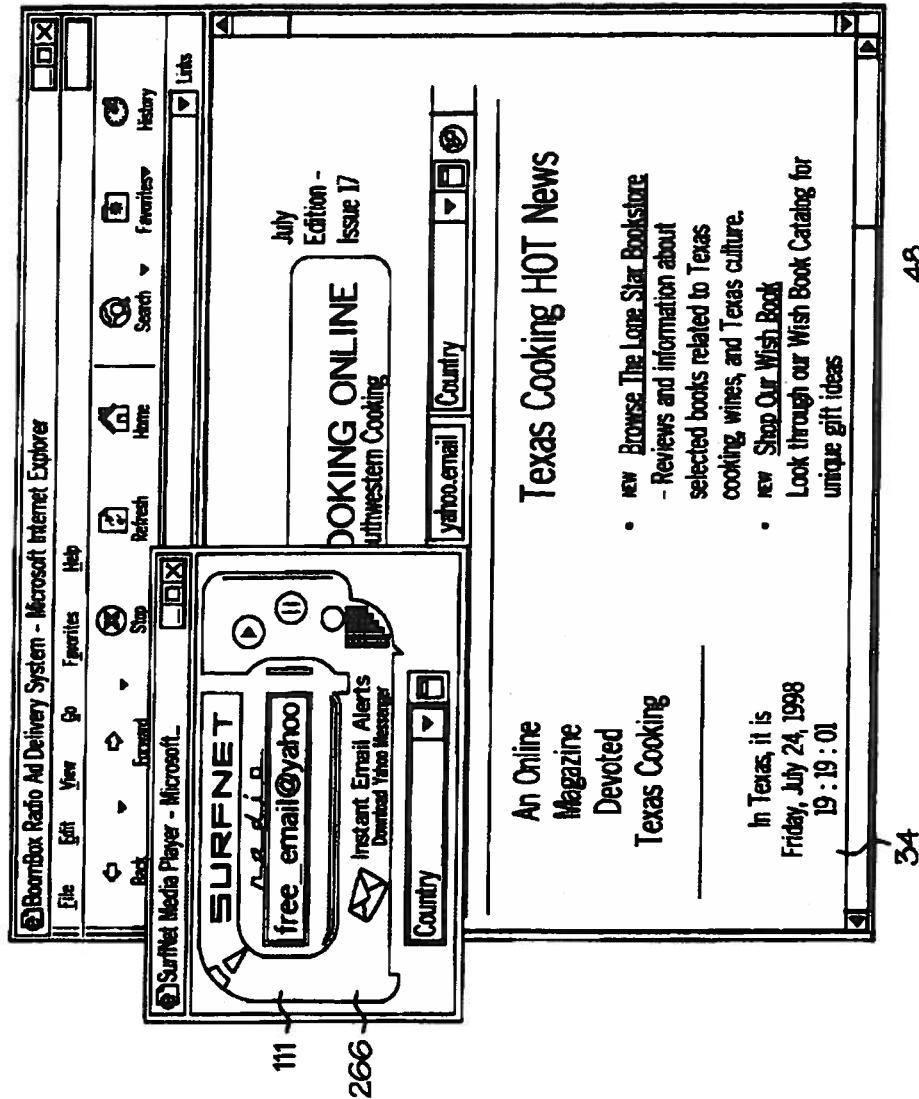 BoomBox Radio Ad Delivery System - Microsoft Internet Explorer
File Edit View Go Favorites Help
Back Forward Stop Refresh Home Search Favorites History
Links
SurfNet Media Player - Microsoft...
SURFNET
radio
free_email@yahoo
Instant Email Alerts
Download Yahoo Messenger
Country
111
266
OOKING ONLINE
uthwestern Cooking
July
Edition -
Issue 17
yahoo.email Country
An Online
Magazine
Devoted
Texas Cooking
In Texas, it is
Friday, July 24, 1998
19:19:01
Texas Cooking HOT News
• NEW Browse The Lone Star Bookstore
- Reviews and information about
selected books related to Texas
cooking, wines, and Texas culture.
• NEW Shop Our Wish Book
Look through our Wish Book Catalog for
unique gift ideas
34
48